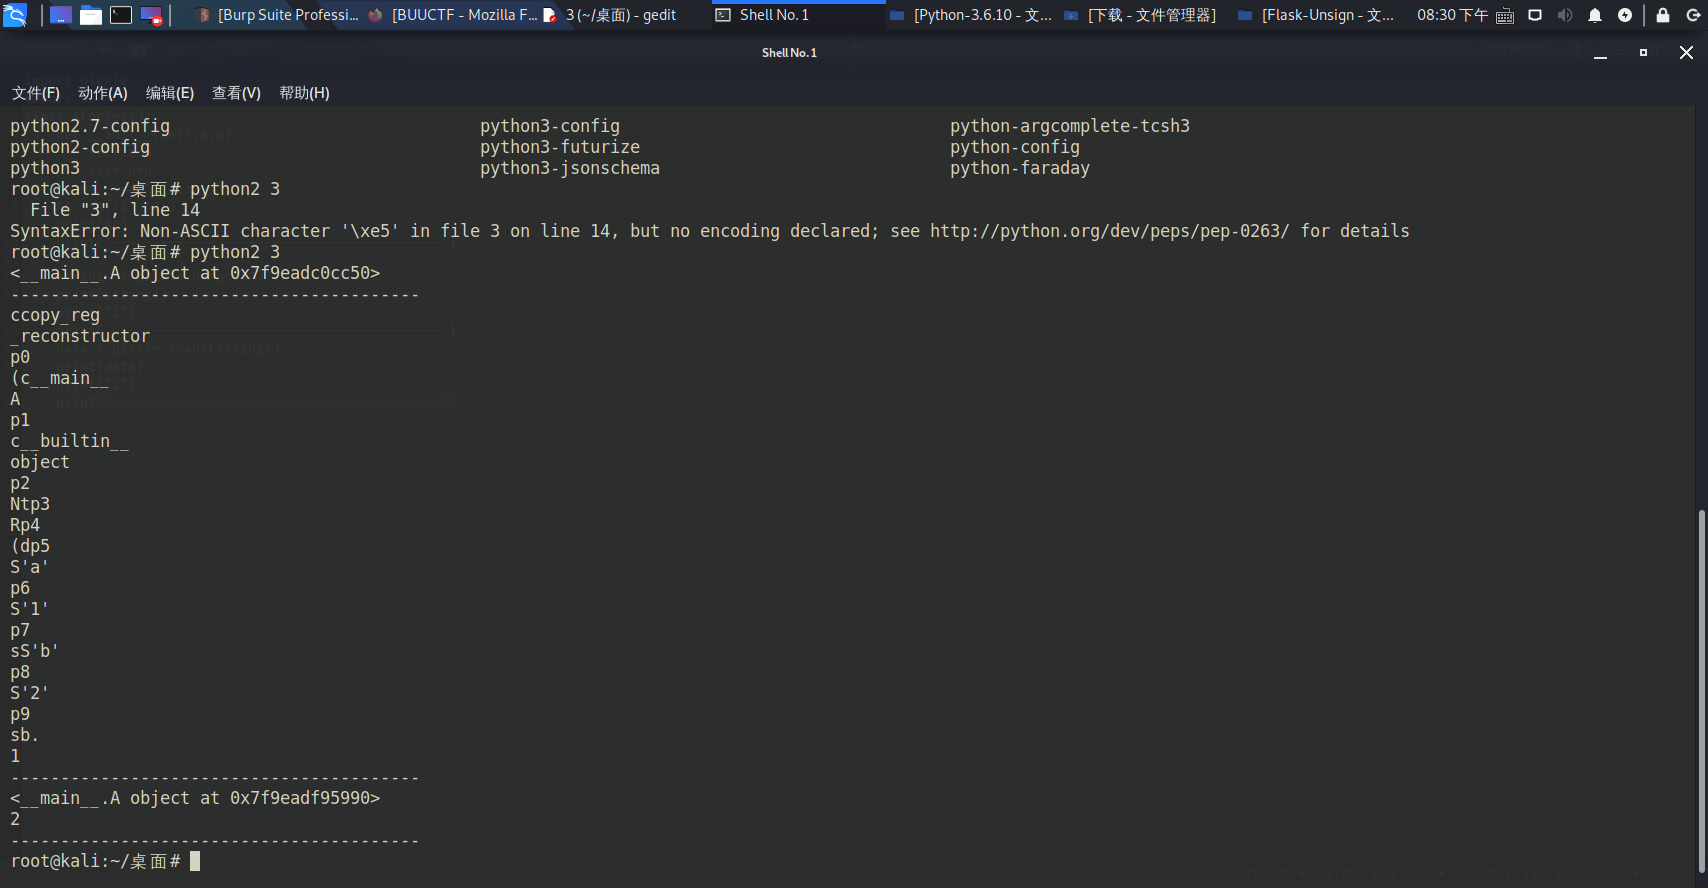 [Burp Suite Professi... [BUUCTF - Mozilla F... 3 (~/桌面) - gedit Shell No. 1 [Python-3.6.10 - 文... [下载 - 文件管理器] [Flask-Unsign - 文... 08:30 下午
Shell No. 1
文件(F) 动作(A) 编辑(E) 查看(V) 帮助(H)
python2.7-config python3-config python-argcomplete-tcsh3
python2-config python3-futurize python-config
python3 python3-jsonschema python-faraday
root@kali:~/桌面# python2 3
File "3", line 14
SyntaxError: Non-ASCII character '\xe5' in file 3 on line 14, but no encoding declared; see http://python.org/dev/peps/pep-0263/ for details
root@kali:~/桌面# python2 3
<__main__.A object at 0x7f9eadc0cc50>
-----------------------------------------
ccopy_reg
_reconstructor
p0
(c__main__
A
p1
c__builtin__
object
p2
Ntp3
Rp4
(dp5
S'a'
p6
S'1'
p7
sS'b'
p8
S'2'
p9
sb.
1
-----------------------------------------
<__main__.A object at 0x7f9eadf95990>
2
-----------------------------------------
root@kali:~/桌面#